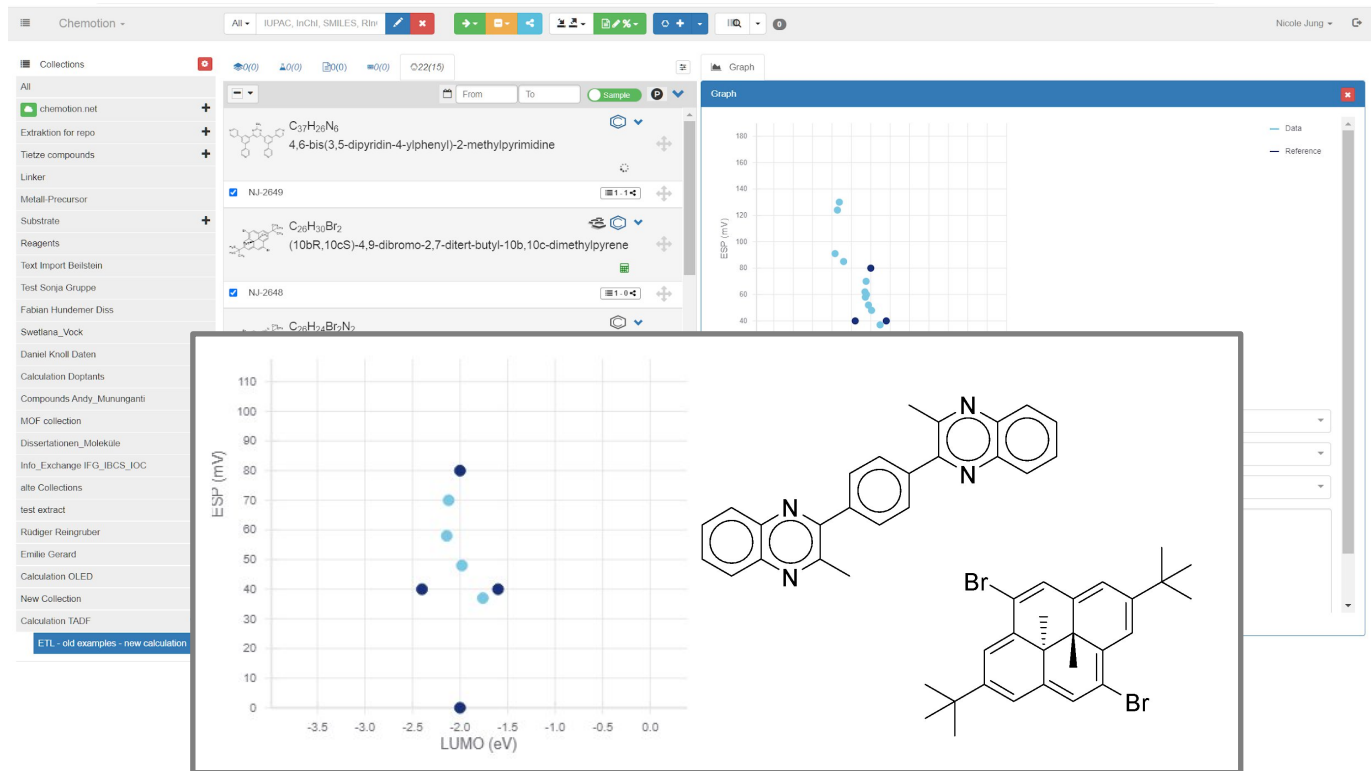 Chemotion
All
IUPAC, InChI, SMILES, RInC
0
Nicole Jung
Collections
All
chemotion.net
Extraktion for repo
Tietze compounds
Linker
Metall-Precursor
Substrate
Reagents
Text Import Beilstein
Test Sonja Gruppe
Fabian Hundemer Diss
Swetlana_Vock
Daniel Knoll Daten
Calculation Doptants
Compounds Andy_Mununganti
MOF collection
Dissertationen_Moleküle
Info_Exchange IFG_IBCS_IOC
alte Collections
test extract
Rüdiger Reingruber
Emilie Gerard
Calculation OLED
New Collection
Calculation TADF
ETL - old examples - new calculation
0(0) 0(0) 0(0) 0(0) 22(15)
From To Sample P
C37H26N6
4,6-bis(3,5-dipyridin-4-ylphenyl)-2-methylpyrimidine
NJ-2649 1 - 1
C26H30Br2
(10bR,10cS)-4,9-dibromo-2,7-ditert-butyl-10b,10c-dimethylpyrene
NJ-2648 1 - 0
C26H24Br2N2
Graph
Graph
Data
Reference
180
160
140
120
100
80
60
40
ESP (mV)
110
100
90
80
70
60
50
40
30
20
10
0
ESP (mV)
-3.5 -3.0 -2.5 -2.0 -1.5 -1.0 -0.5 0.0
LUMO (eV)
N
N
N
N
Br
Br